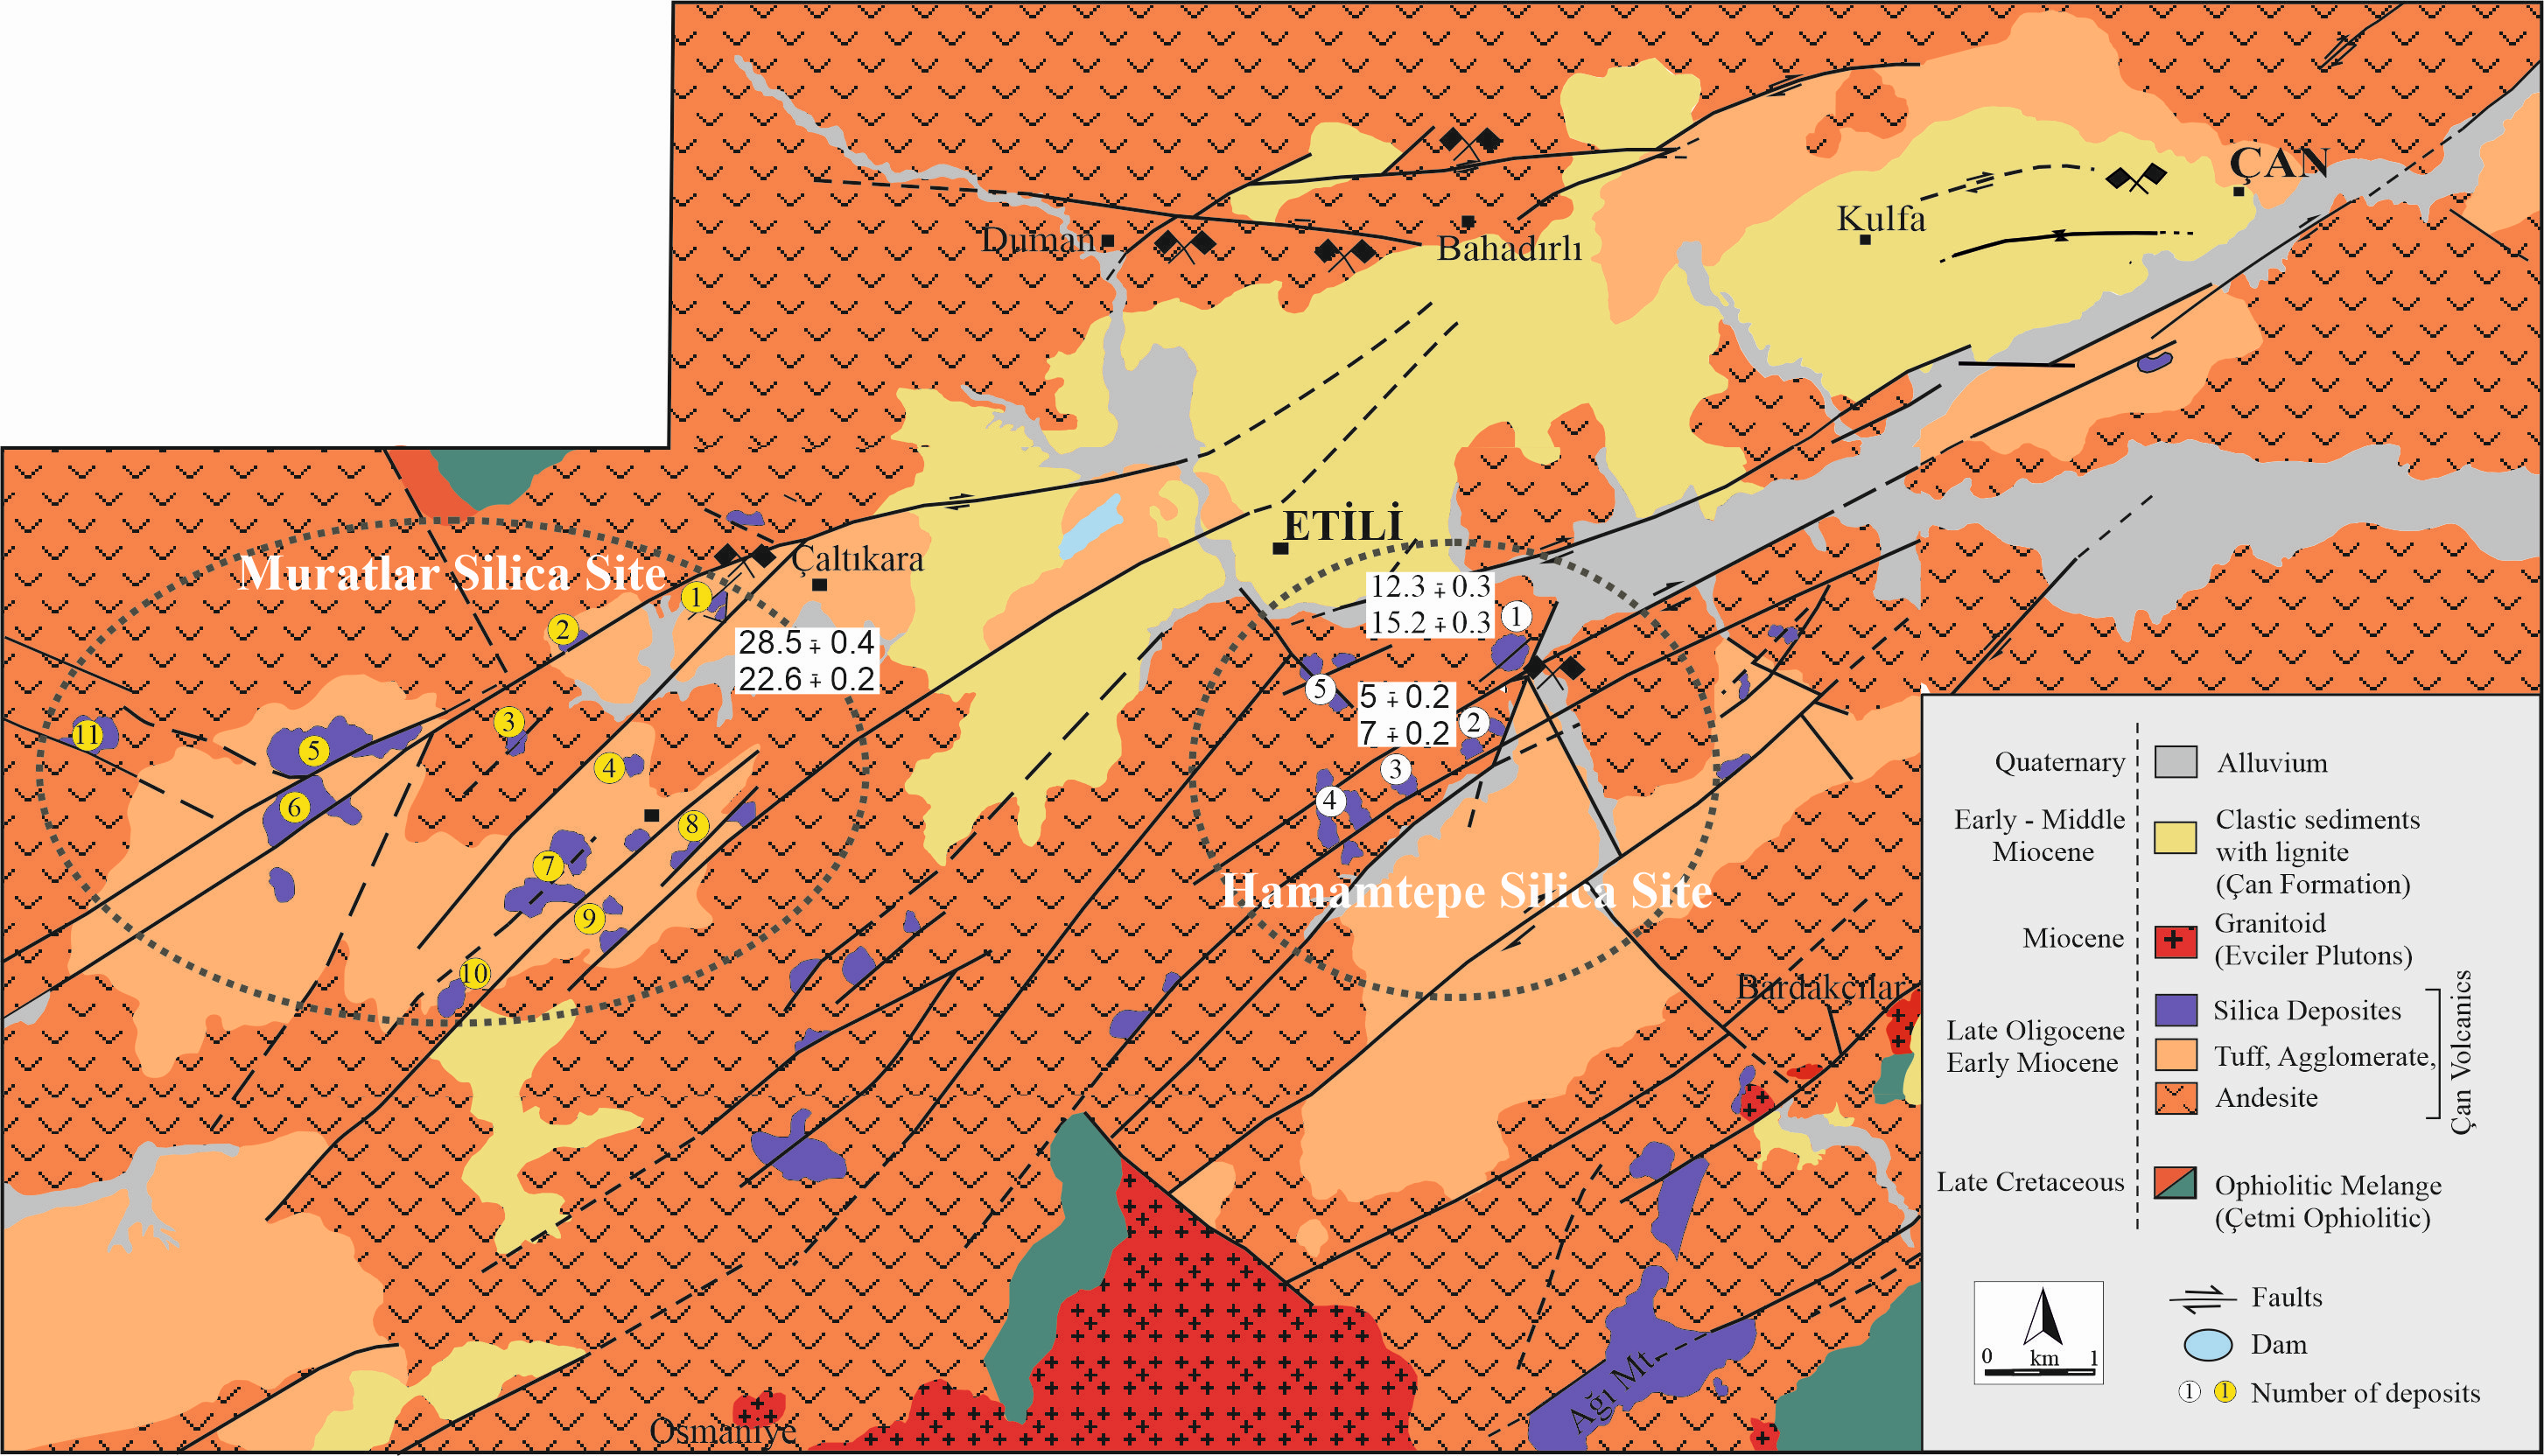 ÇAN
Kulfa
Duman
Bahadırlı
ETİLİ
Çaltıkara
Muratlar Silica Site
12.3 ∓ 0.3
15.2 ∓ 0.3
1
1
2
28.5 ∓ 0.4
22.6 ∓ 0.2
5
5 ∓ 0.2
7 ∓ 0.2
2
11
5
3
4
3
6
4
8
7
9
Hamamtepe Silica Site
10
Bardakçılar
Ağı Mt.
Osmaniye
Quaternary
Alluvium
Early - Middle
Miocene
Clastic sediments
with lignite
(Çan Formation)
Miocene
Granitoid
(Evciler Plutons)
Late Oligocene
Early Miocene
Silica Deposites
Tuff, Agglomerate,
Andesite
Çan Volcanics
Late Cretaceous
Ophiolitic Melange
(Çetmi Ophiolitic)
0 km 1
Faults
Dam
1 1 Number of deposits